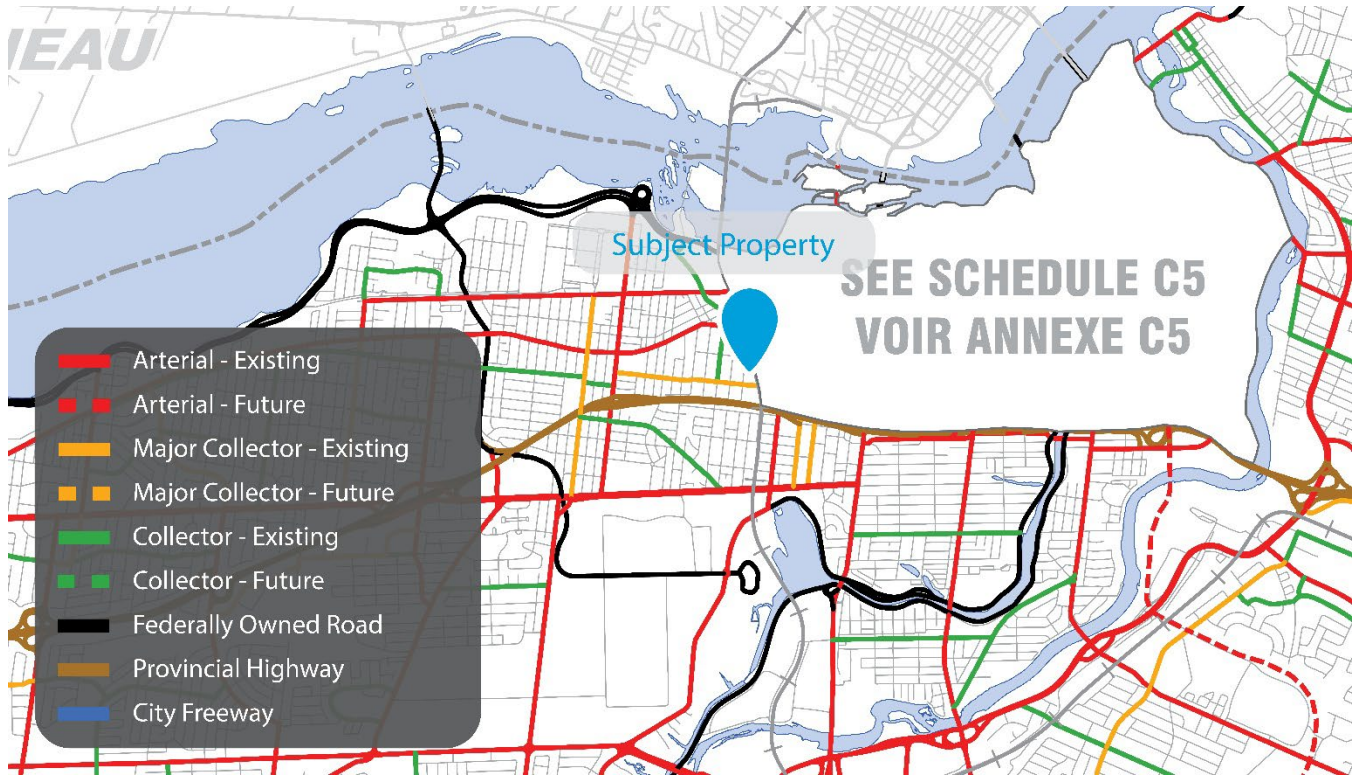 NEAU
Subject Property
SEE SCHEDULE C5
VOIR ANNEXE C5
Arterial - Existing
Arterial - Future
Major Collector - Existing
Major Collector - Future
Collector - Existing
Collector - Future
Federally Owned Road
Provincial Highway
City Freeway